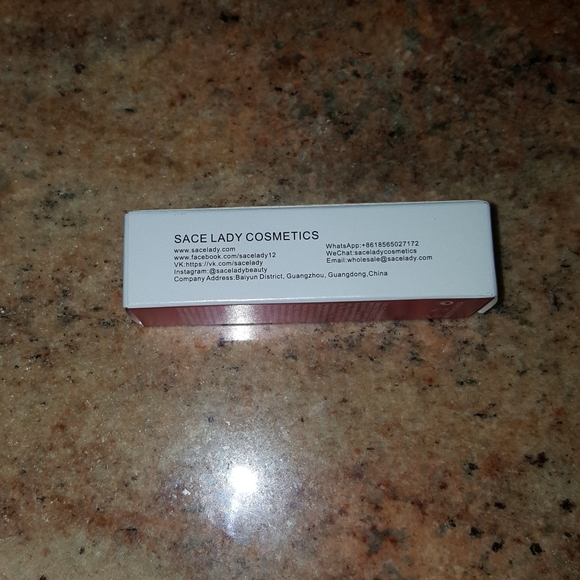 SACE LADY COSMETICS
www.sacelady.com
www.facebook.com/sacelady12
VK:https://vk.com/sacelady
Instagram:@saceladybeauty
WhatsApp:+8618565027172
WeChat:saceladycosmetics
Email:wholesale@sacelady.com
Company Address:Baiyun District, Guangzhou, Guangdong,China